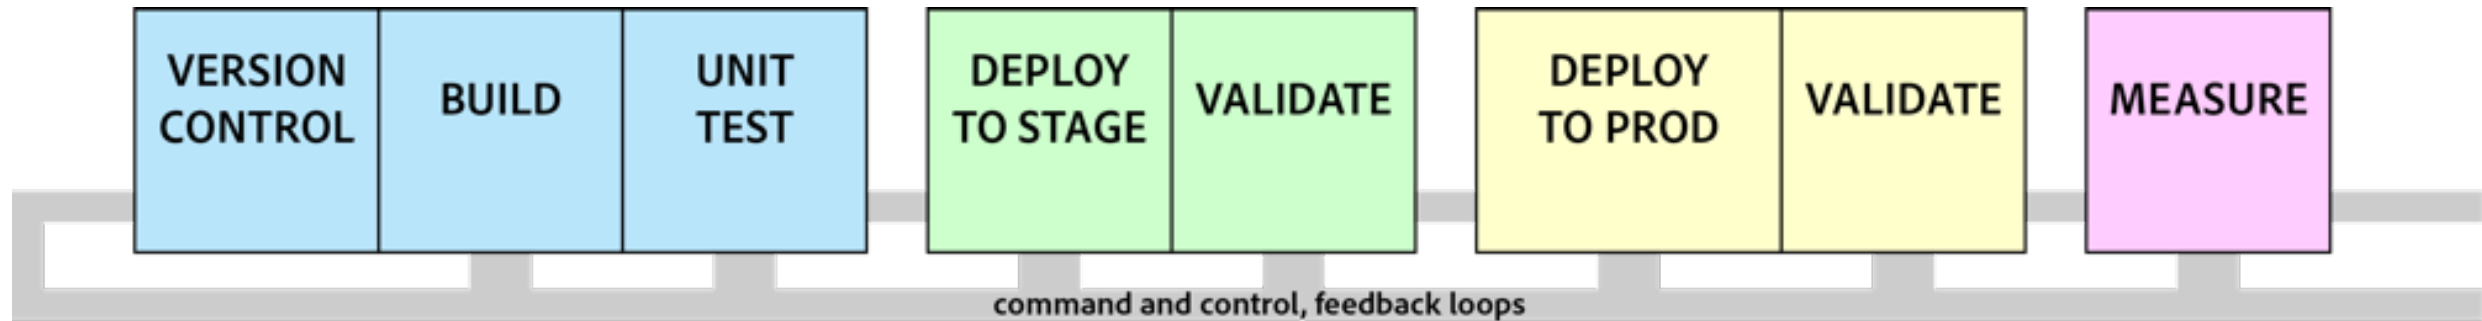 VERSION
CONTROL
BUILD
UNIT
TEST
DEPLOY
TO STAGE
VALIDATE
DEPLOY
TO PROD
VALIDATE
MEASURE
command and control, feedback loops